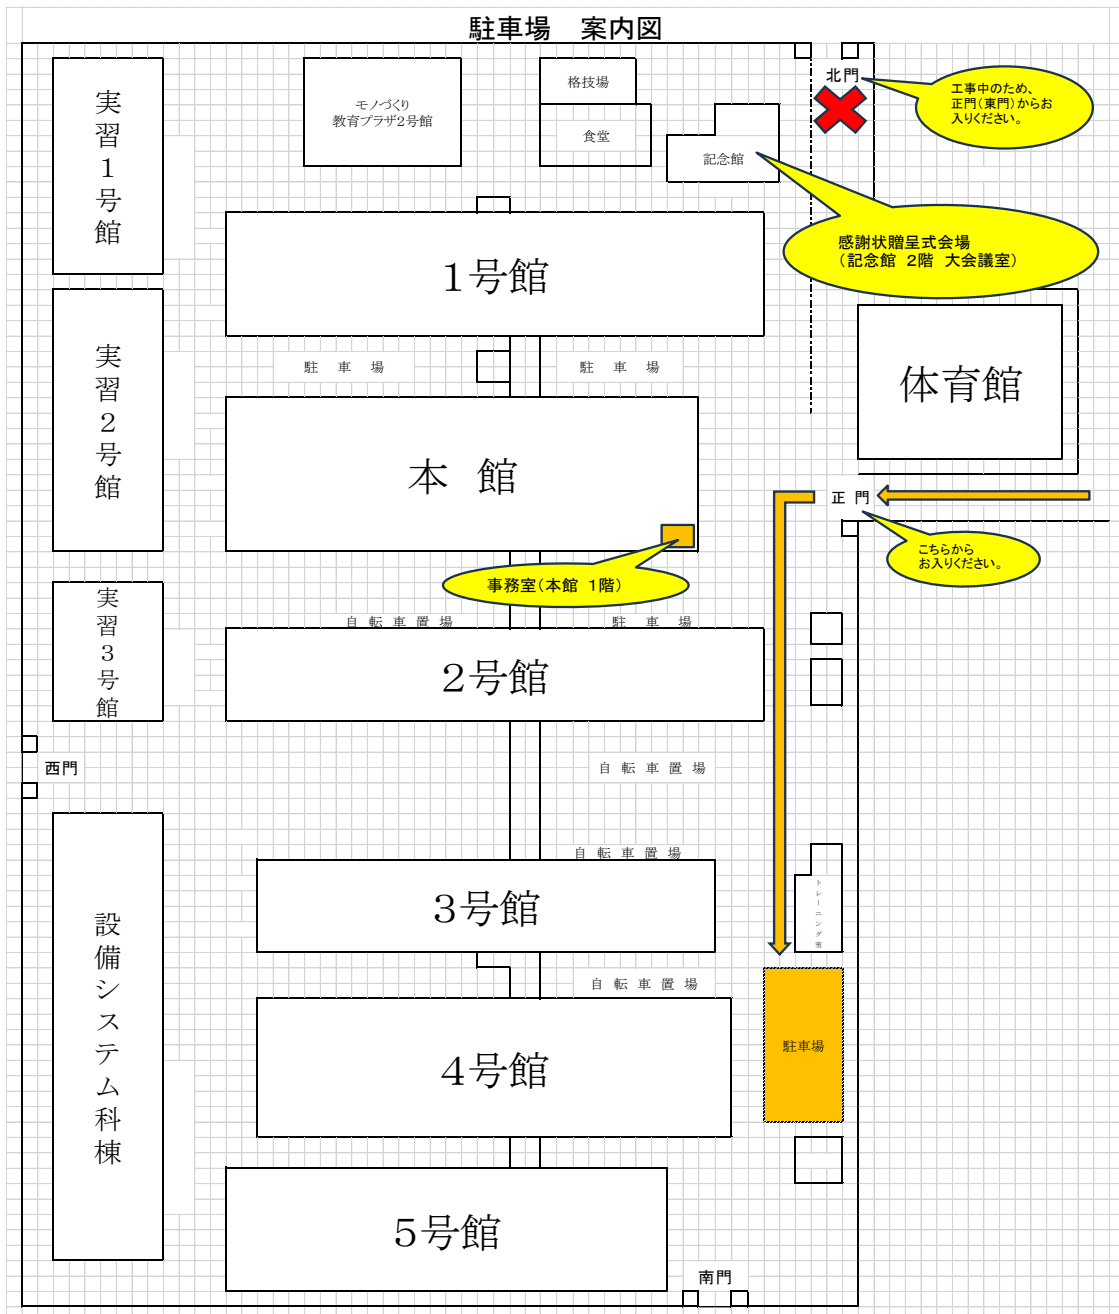 駐車場　案内図
北門
工事中のため、
正門（東門）からお
入りください。
実習１号館
モノづくり
教育プラザ2号館
格技場
食堂
記念館
感謝状贈呈式会場
（記念館　2階　大会議室）
１号館
実習２号館
駐　車　場
駐　車　場
体育館
本　館
正 門
こちらから
お入りください。
事務室（本館　1階）
実習３号館
自 転 車 置 場
駐　車　場
２号館
西門
自 転 車 置 場
設備システム科棟
自 転 車 置 場
３号館
トレーニング室
自 転 車 置 場
４号館
駐車場
５号館
南門